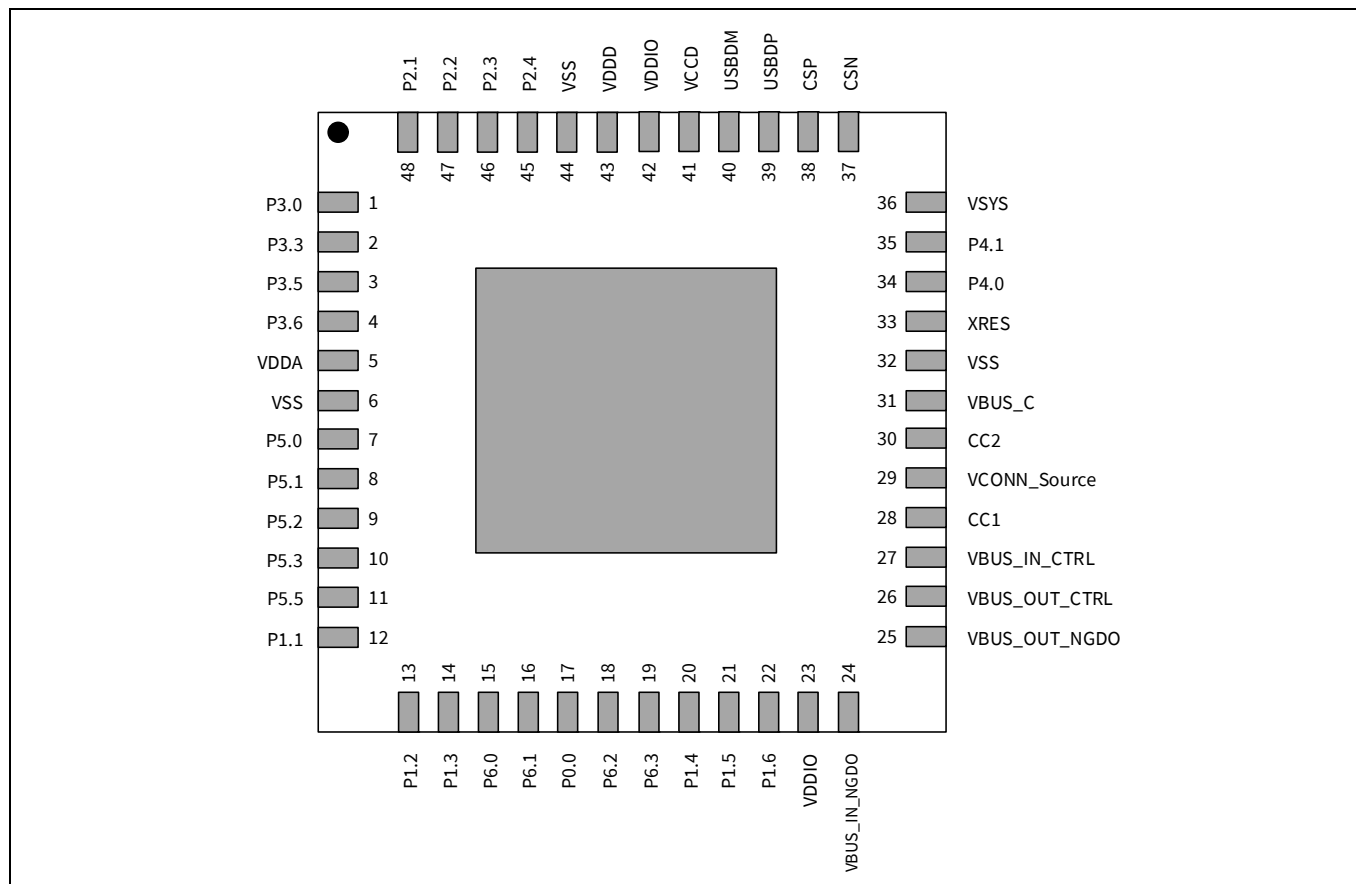 P2.1 P2.2 P2.3 P2.4 VSS VDDD VDDIO VCCD USBDM USBDP CSP CSN
48 47 46 45 44 43 42 41 40 39 38 37
P3.0 1 36 VSYS
P3.3 2 35 P4.1
P3.5 3 34 P4.0
P3.6 4 33 XRES
VDDA 5 32 VSS
VSS 6 31 VBUS_C
P5.0 7 30 CC2
P5.1 8 29 VCONN_Source
P5.2 9 28 CC1
P5.3 10 27 VBUS_IN_CTRL
P5.5 11 26 VBUS_OUT_CTRL
P1.1 12 25 VBUS_OUT_NGDO
13 14 15 16 17 18 19 20 21 22 23 24
P1.2 P1.3 P6.0 P6.1 P0.0 P6.2 P6.3 P1.4 P1.5 P1.6 VDDIO VBUS_IN_NGDO